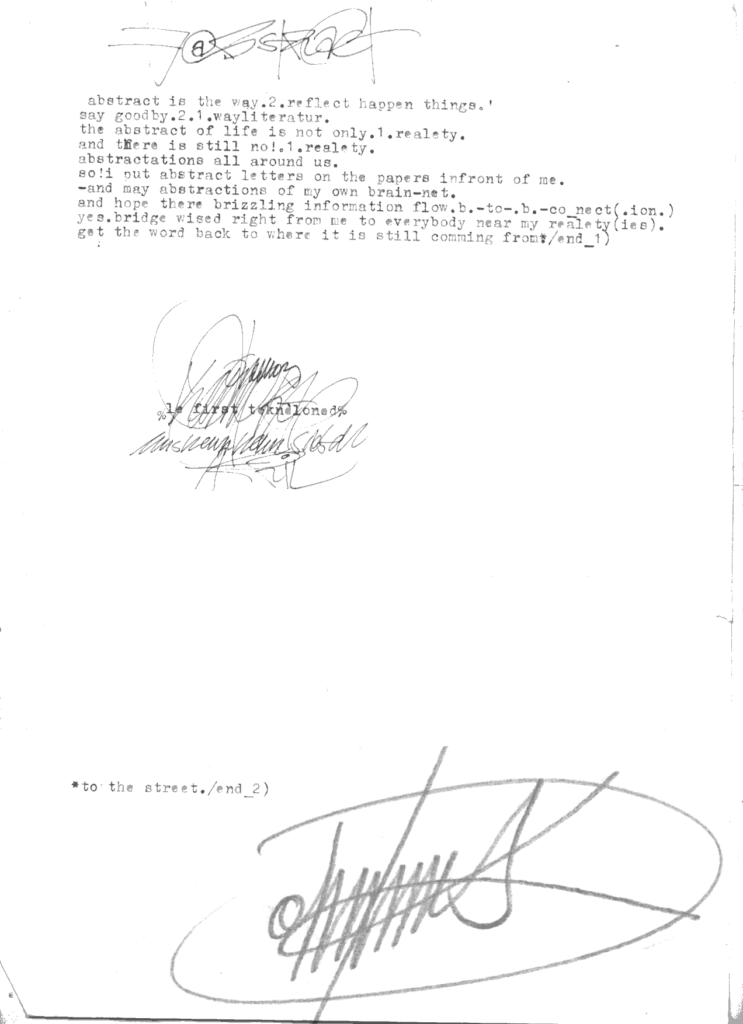 @bstract
abstract is the way.2.reflect happen things.'
say goodby.2.1.wayliteratur.
the abstract of life is not only.1.realety.
and there is still no!.1.realety.
abstractations all around us.
so!i put abstract letters on the papers infront of me.
-and may abstractions of my own brain-net.
and hope there brizzling information flow.b.-to-.b.-co_nect(.ion.)
yes.bridge wised right from me to everybody near my realety(ies).
get the word back to where it is still comming from*/end_1)
%le first
*to the street./end_2)